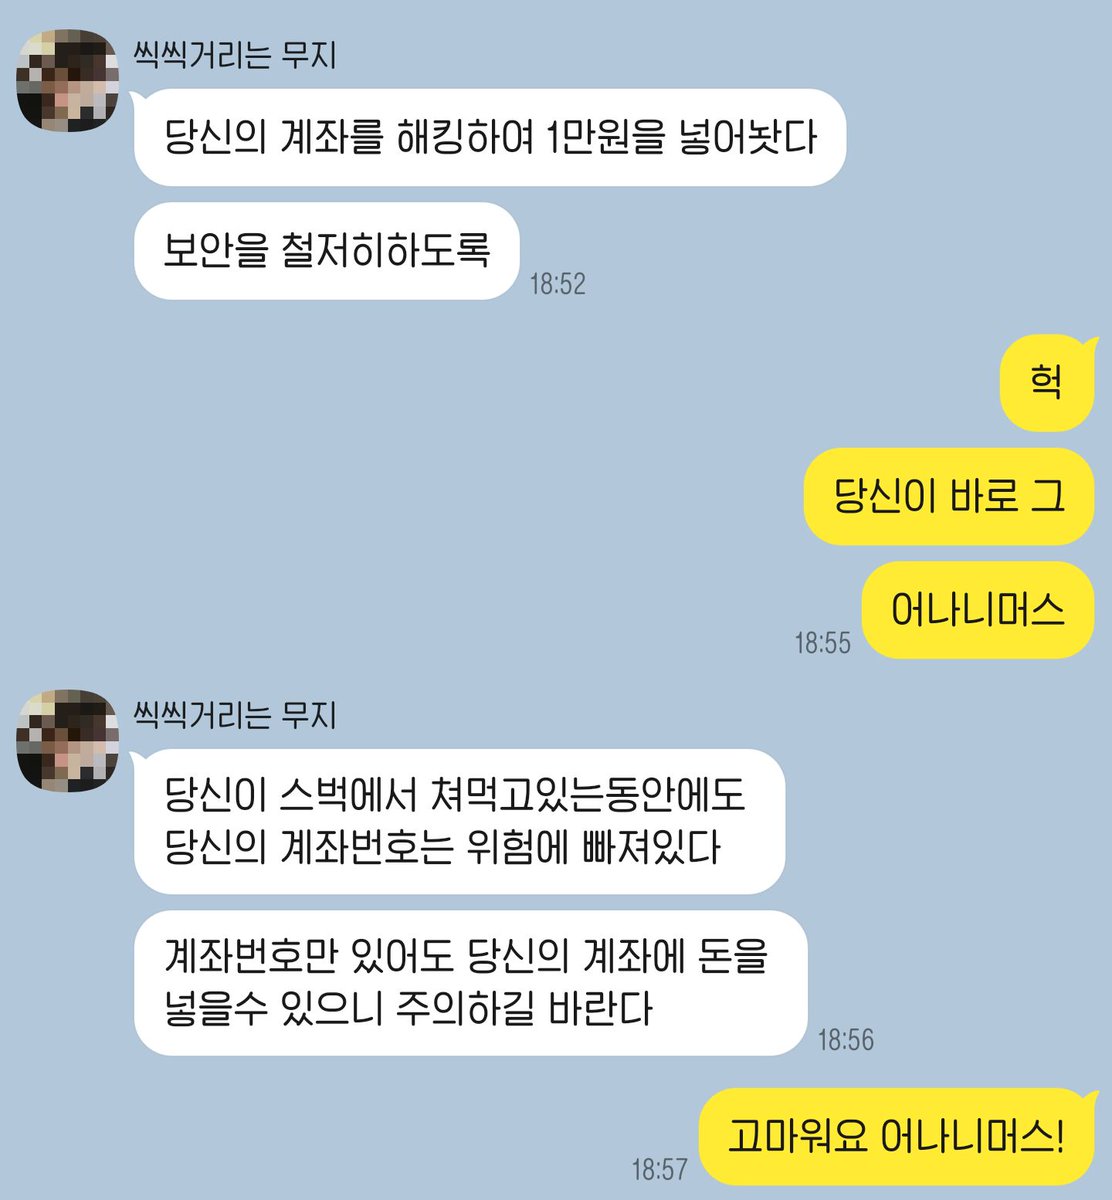 씩씩거리는 무지
당신의 계좌를 해킹하여 1만원을 넣어놧다
보안을 철저히하도록
18:52
헉
당신이 바로 그
어나니머스
18:55
씩씩거리는 무지
당신이 스벅에서 쳐먹고있는동안에도
당신의 계좌번호는 위험에 빠져있다
계좌번호만 있어도 당신의 계좌에 돈을
넣을수 있으니 주의하길 바란다
18:56
고마워요 어나니머스!
18:57